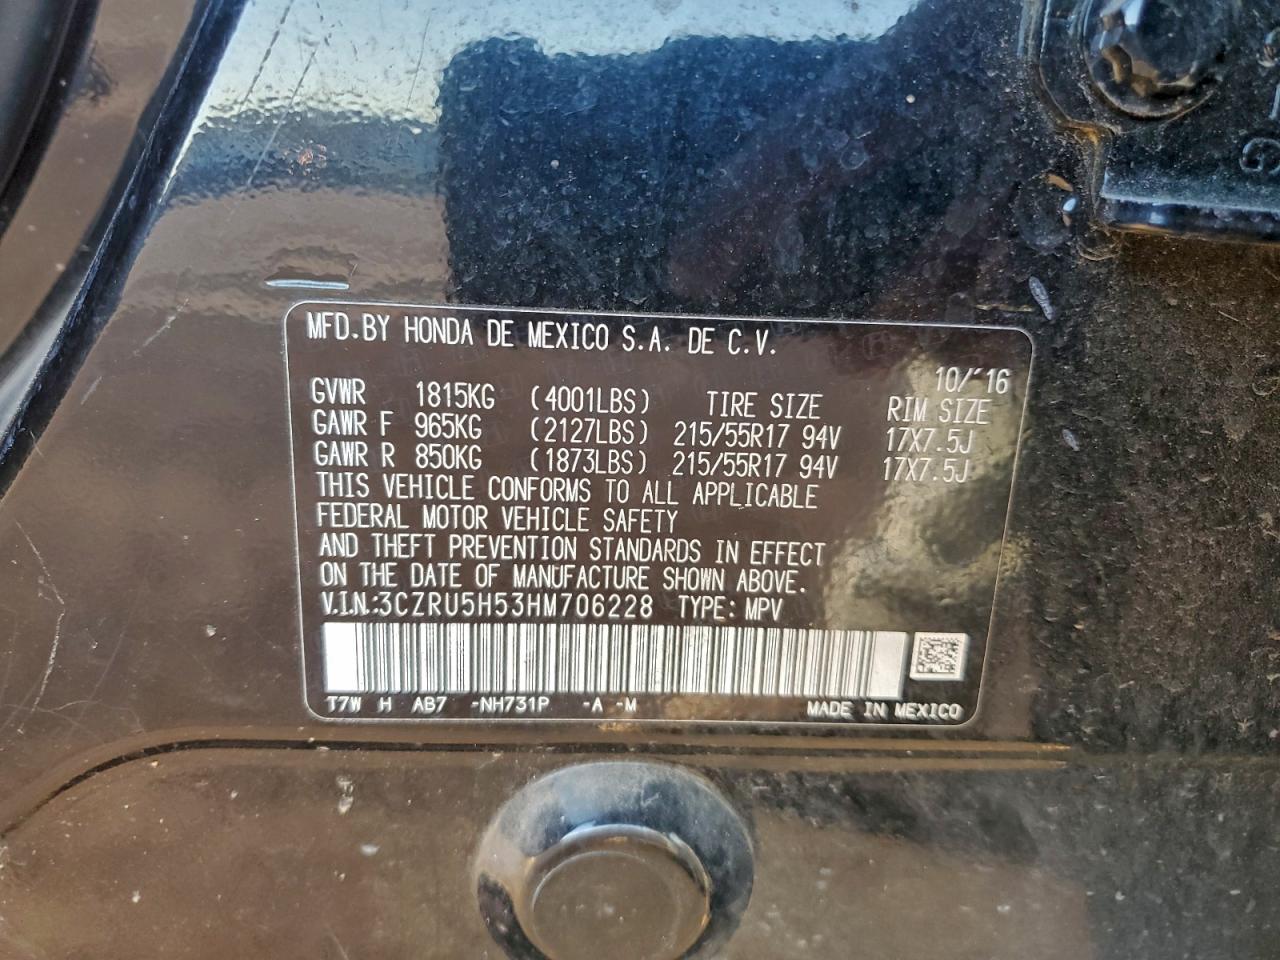 MFD.BY HONDA DE MEXICO S.A. DE C.V.
10/'16
GVWR 1815KG (4001LBS) TIRE SIZE RIM SIZE
GAWR F 965KG (2127LBS) 215/55R17 94V 17X7.5J
GAWR R 850KG (1873LBS) 215/55R17 94V 17X7.5J
THIS VEHICLE CONFORMS TO ALL APPLICABLE
FEDERAL MOTOR VEHICLE SAFETY
AND THEFT PREVENTION STANDARDS IN EFFECT
ON THE DATE OF MANUFACTURE SHOWN ABOVE.
V.I.N.:3CZRU5H53HM706228 TYPE: MPV
T7W H AB7 -NH731P -A -M MADE IN MEXICO